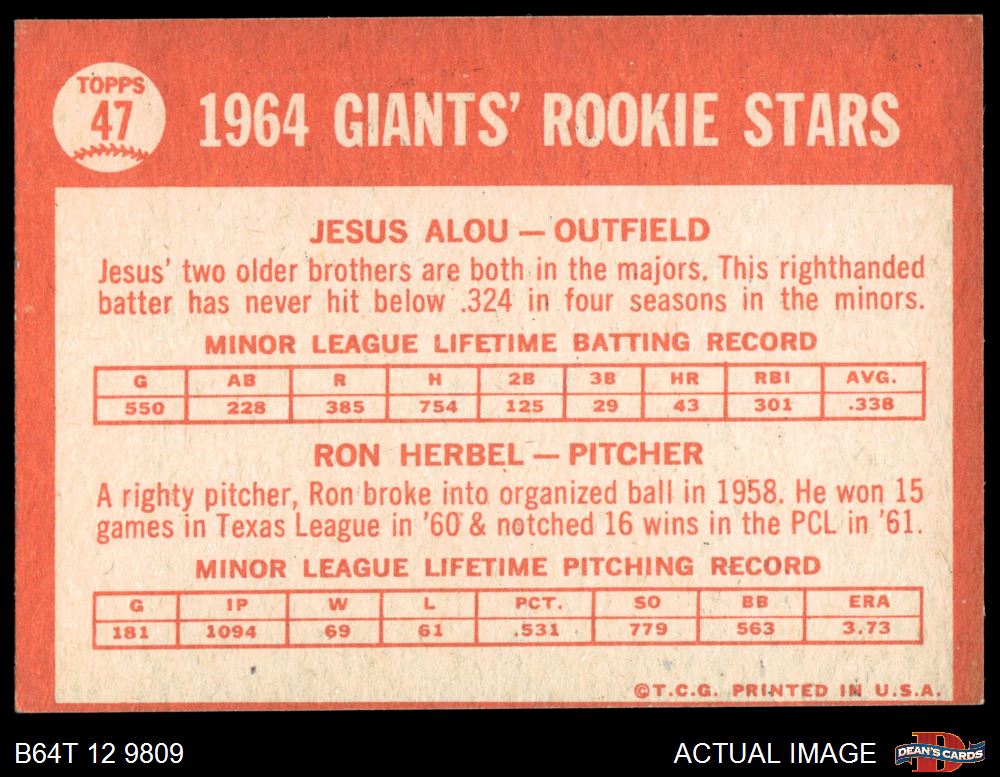 TOPPS
47
1964 GIANTS' ROOKIE STARS
JESUS ALOU — OUTFIELD
Jesus' two older brothers are both in the majors. This righthanded
batter has never hit below .324 in four seasons in the minors.
MINOR LEAGUE LIFETIME BATTING RECORD
G AB R H 2B 3B HR RBI AVG.
550 228 385 754 125 29 43 301 .338
RON HERBEL — PITCHER
A righty pitcher, Ron broke into organized ball in 1958. He won 15
games in Texas League in '60 & notched 16 wins in the PCL in '61.
MINOR LEAGUE LIFETIME PITCHING RECORD
G IP W L PCT. SO BB ERA
181 1094 69 61 .531 779 563 3.73
©T.C.G. PRINTED IN U.S.A.
B64T 12 9809
ACTUAL IMAGE
D
DEAN'S CARDS